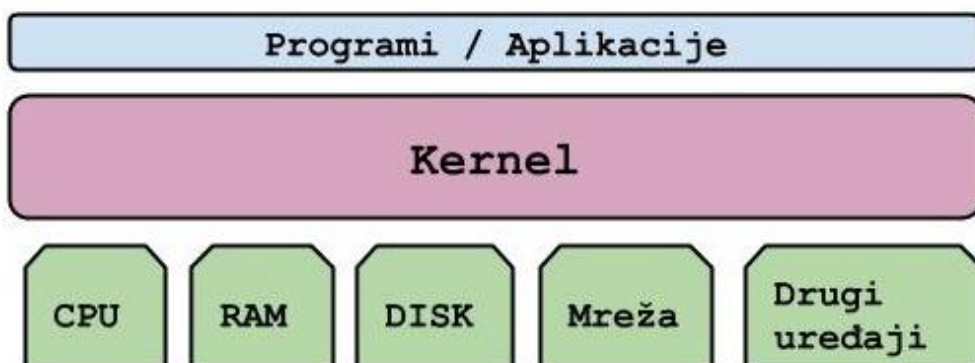 Programi / Aplikacije
Kernel
CPU
RAM
DISK
Mreža
Drugi
uređaji